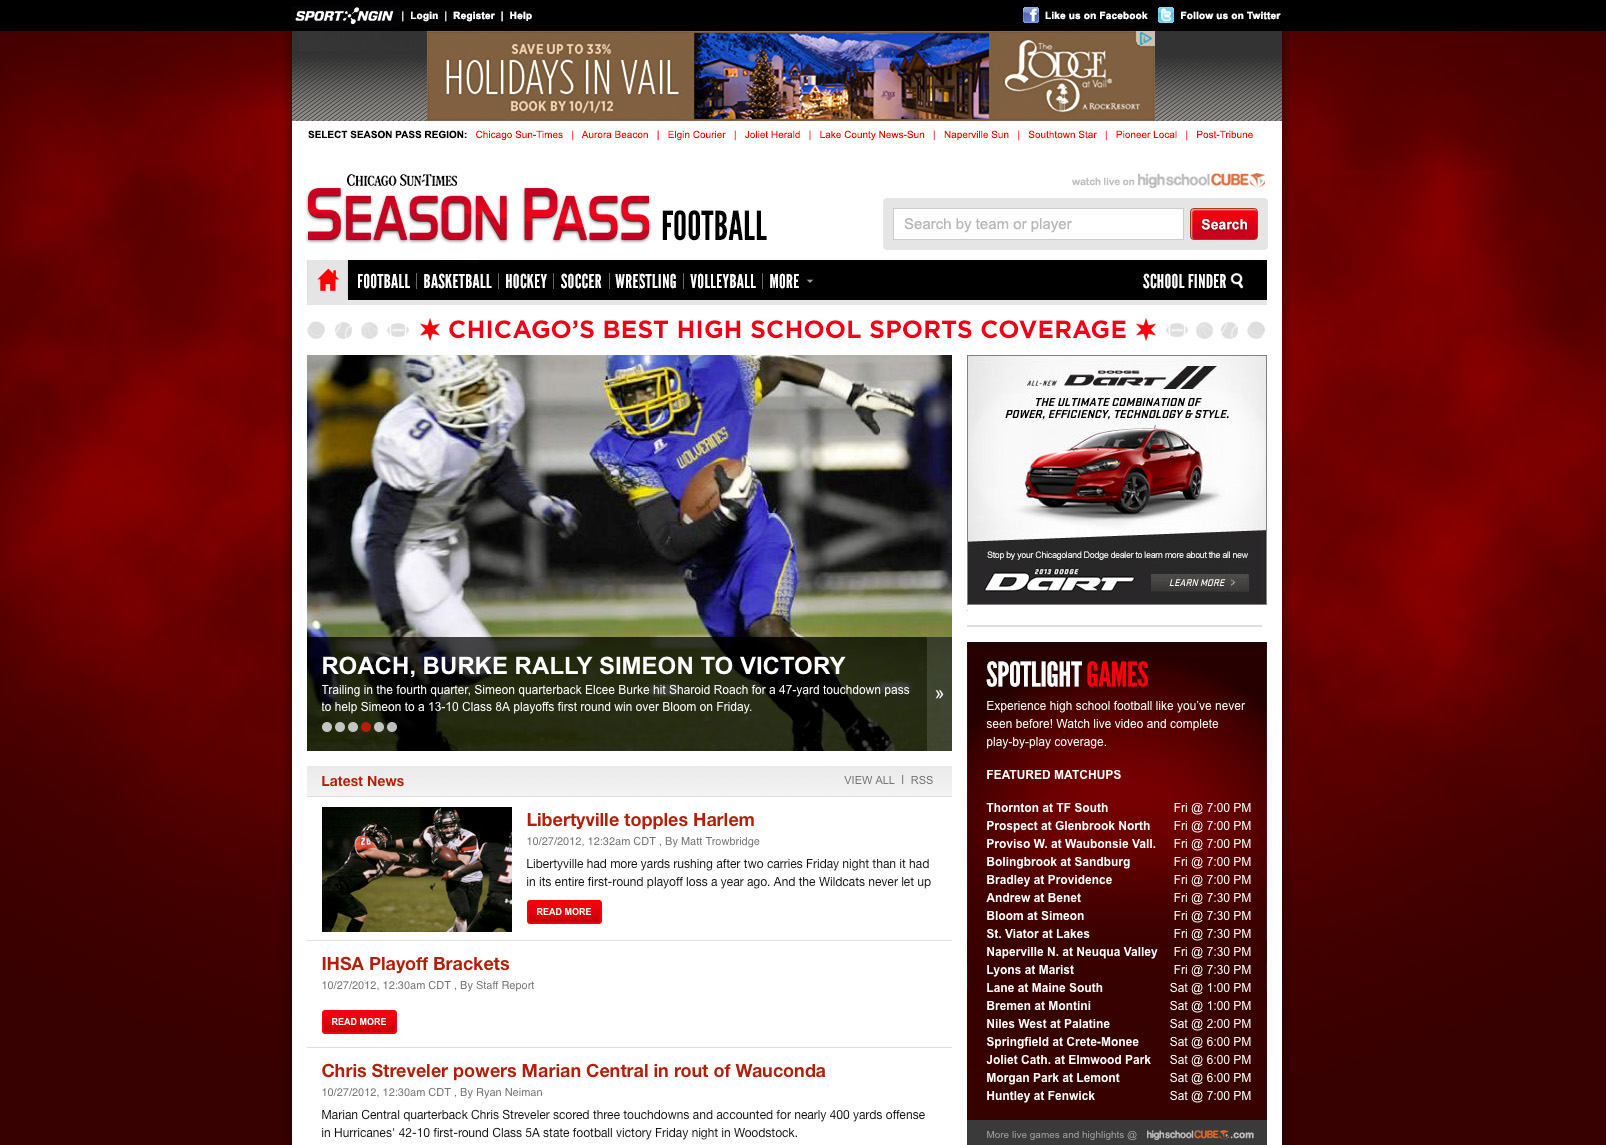 SPORT NGIN | Login | Register | Help
Like us on Facebook Follow us on Twitter
SAVE UP TO 33%
HOLIDAYS IN VAIL
BOOK BY 10/1/12
The
LODGE
at Vail®
A ROCKRESORT
SELECT SEASON PASS REGION: Chicago Sun-Times | Aurora Beacon | Elgin Courier | Joliet Herald | Lake County News-Sun | Naperville Sun | Southtown Star | Pioneer Local | Post-Tribune
CHICAGO SUN-TIMES
SEASON PASS FOOTBALL
watch live on highschoolCUBE
Search by team or player
Search
FOOTBALL | BASKETBALL | HOCKEY | SOCCER | WRESTLING | VOLLEYBALL | MORE
SCHOOL FINDER
CHICAGO'S BEST HIGH SCHOOL SPORTS COVERAGE
9
WOLVERINES
ROACH, BURKE RALLY SIMEON TO VICTORY
Trailing in the fourth quarter, Simeon quarterback Elcee Burke hit Sharoid Roach for a 47-yard touchdown pass
to help Simeon to a 13-10 Class 8A playoffs first round win over Bloom on Friday.
»
ALL-NEW DODGE DART
THE ULTIMATE COMBINATION OF
POWER, EFFICIENCY, TECHNOLOGY & STYLE.
Stop by your Chicagoland Dodge dealer to learn more about the all new
2013 DODGE
DART
LEARN MORE >
Latest News
VIEW ALL | RSS
Libertyville topples Harlem
10/27/2012, 12:32am CDT , By Matt Trowbridge
Libertyville had more yards rushing after two carries Friday night than it had
in its entire first-round playoff loss a year ago. And the Wildcats never let up
READ MORE
IHSA Playoff Brackets
10/27/2012, 12:30am CDT , By Staff Report
READ MORE
Chris Streveler powers Marian Central in rout of Wauconda
10/27/2012, 12:30am CDT , By Ryan Neiman
Marian Central quarterback Chris Streveler scored three touchdowns and accounted for nearly 400 yards offense
in Hurricanes' 42-10 first-round Class 5A state football victory Friday night in Woodstock.
SPOTLIGHT GAMES
Experience high school football like you've never
seen before! Watch live video and complete
play-by-play coverage.
FEATURED MATCHUPS
Thornton at TF South Fri @ 7:00 PM
Prospect at Glenbrook North Fri @ 7:00 PM
Proviso W. at Waubonsie Vall. Fri @ 7:00 PM
Bolingbrook at Sandburg Fri @ 7:00 PM
Bradley at Providence Fri @ 7:00 PM
Andrew at Benet Fri @ 7:30 PM
Bloom at Simeon Fri @ 7:30 PM
St. Viator at Lakes Fri @ 7:30 PM
Naperville N. at Neuqua Valley Fri @ 7:30 PM
Lyons at Marist Fri @ 7:30 PM
Lane at Maine South Sat @ 1:00 PM
Bremen at Montini Sat @ 1:00 PM
Niles West at Palatine Sat @ 2:00 PM
Springfield at Crete-Monee Sat @ 6:00 PM
Joliet Cath. at Elmwood Park Sat @ 6:00 PM
Morgan Park at Lemont Sat @ 6:00 PM
Huntley at Fenwick Sat @ 7:00 PM
More live games and highlights @ highschoolCUBE.com